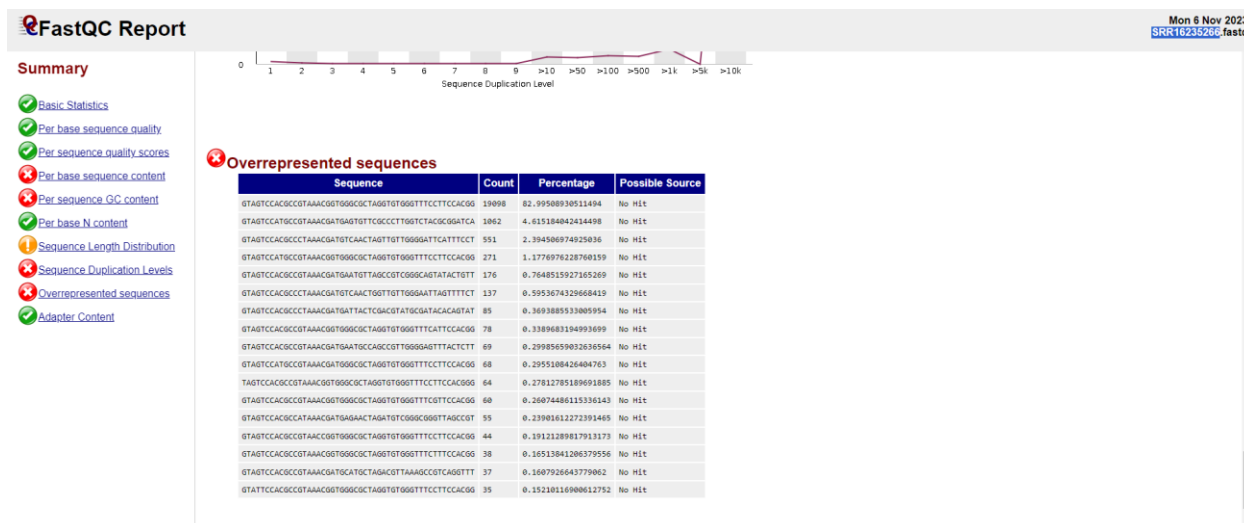 FastQC Report
Mon 6 Nov 2023
SRR16235266.fastq
Summary
Basic Statistics
Per base sequence quality
Per sequence quality scores
Per base sequence content
Per sequence GC content
Per base N content
Sequence Length Distribution
Sequence Duplication Levels
Overrepresented sequences
Adapter Content
0
1 2 3 4 5 6 7 8 9 >10 >50 >100 >500 >1k >5k >10k
Sequence Duplication Level
Overrepresented sequences
Sequence Count Percentage Possible Source
GTAGTCCACGCCGTAAACGGTGGGCGCTAGGTGTGGGTTTCCTTCCACGG 19098 82.99508930511494 No Hit
GTAGTCCATGCCGTAAACGATGAGTGTTCGCCCTTGGTCTACGCGGATCA 1062 4.615184042414498 No Hit
GTAGTCCACGCCCTAAACGATGTCAACTAGTTGTTGGGGATTCATTTCCT 551 2.394506974925036 No Hit
GTAGTCCATGCCGTAAACGGTGGGCGCTAGGTGTGGGTTTCCTTCCACGG 271 1.1776976228760159 No Hit
GTAGTCCACGCCGTAAACGATGAATGTTAGCCGTCGGGCAGTATACTGTT 176 0.7648515927165269 No Hit
GTAGTCCACGCCCTAAACGATGTCAACTGGTTGTTGGGAATTAGTTTTCT 137 0.5953674329668419 No Hit
GTAGTCCACGCCCTAAACGATGATTACTCGACGTATGCGATACACAGTAT 85 0.3693885533005954 No Hit
GTAGTCCACGCCGTAAACGGTGGGCGCTAGGTGTGGGTTTCATTCCACGG 78 0.3389683194993699 No Hit
GTAGTCCACGCCGTAAACGATGAATGCCAGCCGTTGGGGAGTTTACTCTT 69 0.29985659032636564 No Hit
GTAGTCCATGCCGTAAACGATGGGCGCTAGGTGTGGGTTTCCTTCCACGG 68 0.2955108426404763 No Hit
TAGTCCACGCCGTAAACGGTGGGCGCTAGGTGTGGGTTTCCTTCCACGGG 64 0.27812785189691885 No Hit
GTAGTCCACGCCGTAAACGGTGGGCGCTAGGTGTGGGTTTCGTTCCACGG 60 0.26074486115336143 No Hit
GTAGTCCACGCCATAAACGATGAGAACTAGATGTCGGGCGGGTTAGCCGT 55 0.23901612272391465 No Hit
GTAGTCCACGCCGTAACCGGTGGGCGCTAGGTGTGGGTTTCCTTCCACGG 44 0.19121289817913173 No Hit
GTAGTCCACGCCGTAAACGGTGGGCGCTAGGTGTGGGTTTCTTTCCACGG 38 0.16513841206379556 No Hit
GTAGTCCACGCCGTAAACGATGCATGCTAGACGTTAAAGCCGTCAGGTTT 37 0.1607926643779062 No Hit
GTATTCCACGCCGTAAACGGTGGGCGCTAGGTGTGGGTTTCCTTCCACGG 35 0.15210116900612752 No Hit